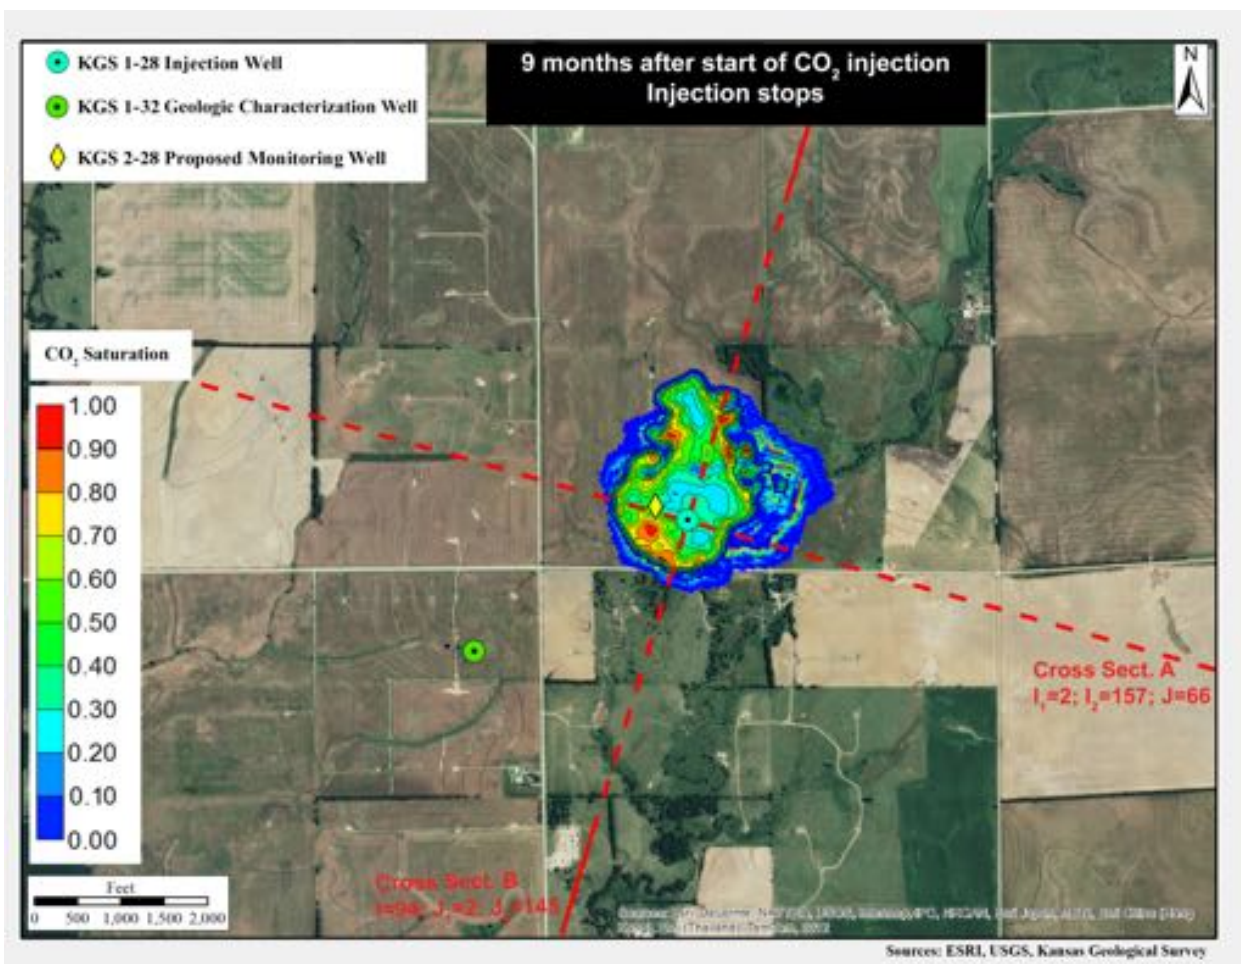 KGS 1-28 Injection Well
KGS 1-32 Geologic Characterization Well
KGS 2-28 Proposed Monitoring Well
9 months after start of CO₂ injection
Injection stops
N
CO₂ Saturation
1.00
0.90
0.80
0.70
0.60
0.50
0.40
0.30
0.20
0.10
0.00
Cross Sect. A
I₁=2; I₂=157; J=66
Cross Sect. B
Feet
0 500 1,000 1,500 2,000
Sources: ESRI, USGS, Kansas Geological Survey